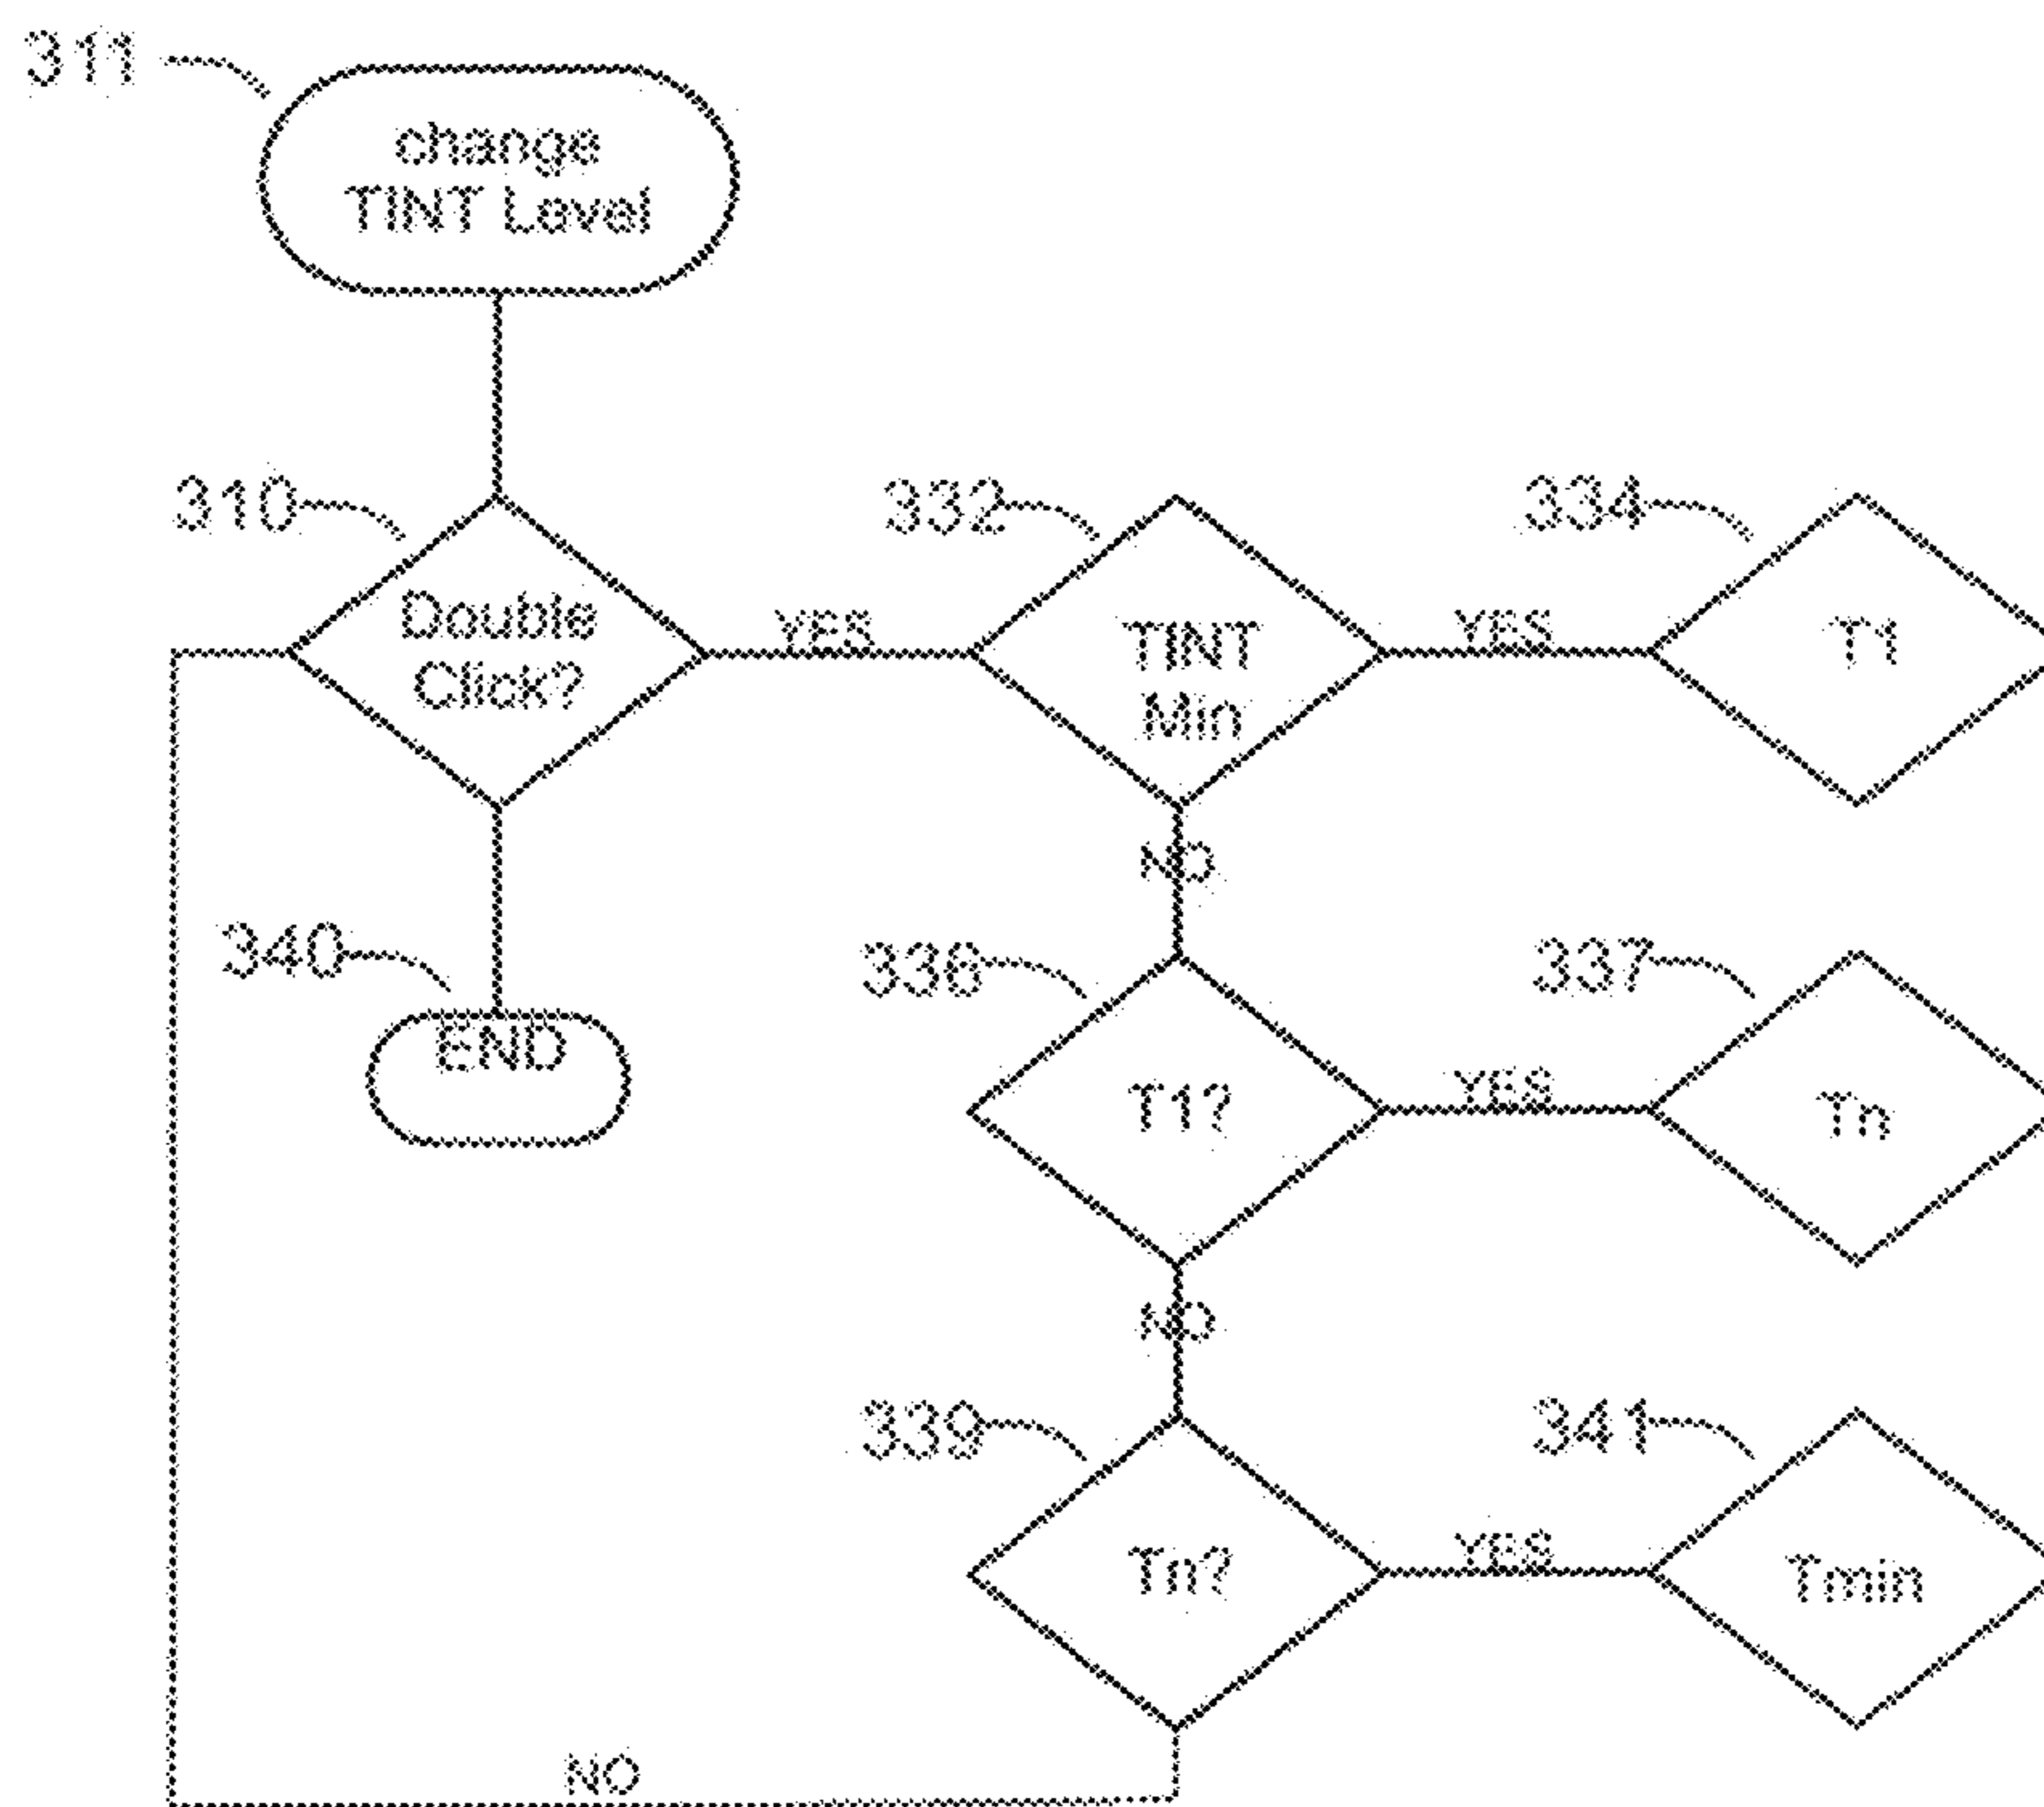 311
change
TINT Level
310
Double
Click?
YES
332
TINT
Min
YES
334
T1
NO
340
END
336
T1?
YES
337
Tn
NO
339
Tn?
YES
341
Tmin
NO